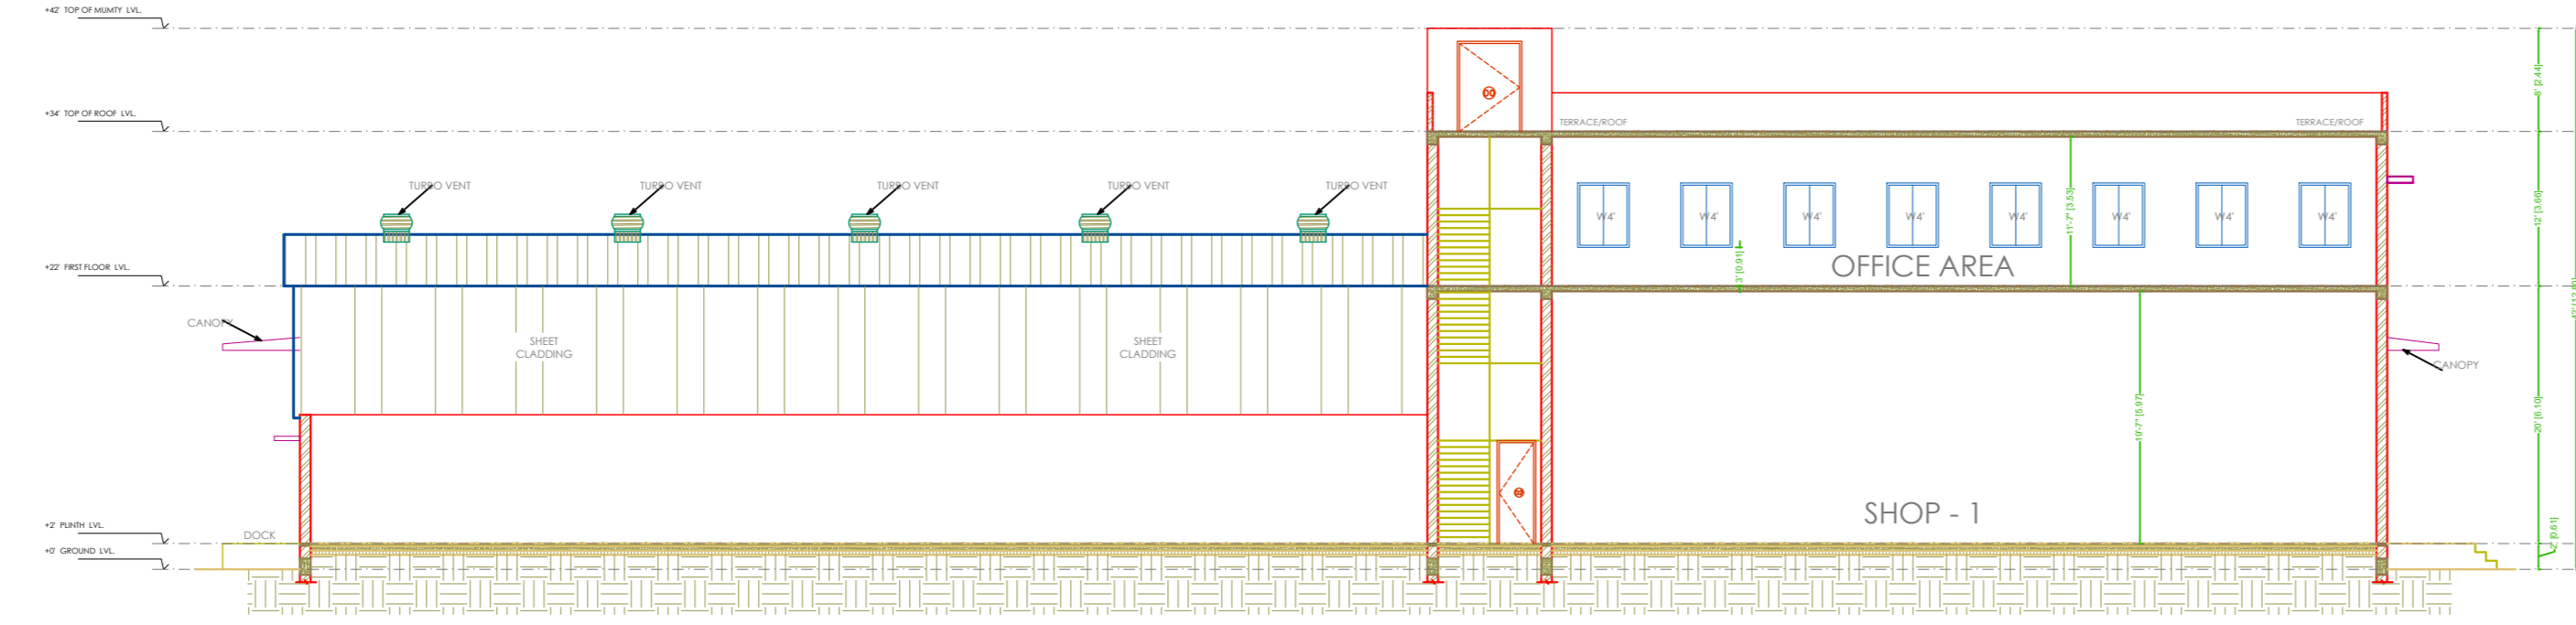 +42' TOP OF MUMTY LVL.
+34' TOP OF ROOF LVL.
TERRACE/ROOF
TERRACE/ROOF
8' [2.44]
TURBO VENT
TURBO VENT
TURBO VENT
TURBO VENT
TURBO VENT
W4'
W4'
W4'
W4'
W4'
W4'
W4'
W4'
11'-7" [3.53]
12' [3.66]
3' [0.91]
OFFICE AREA
+22' FIRST FLOOR LVL.
CANOPY
SHEET
CLADDING
SHEET
CLADDING
CANOPY
19'-7" [5.97]
20' [6.10]
SHOP - 1
+2' PLINTH LVL.
DOCK
+0' GROUND LVL.
2' [0.61]